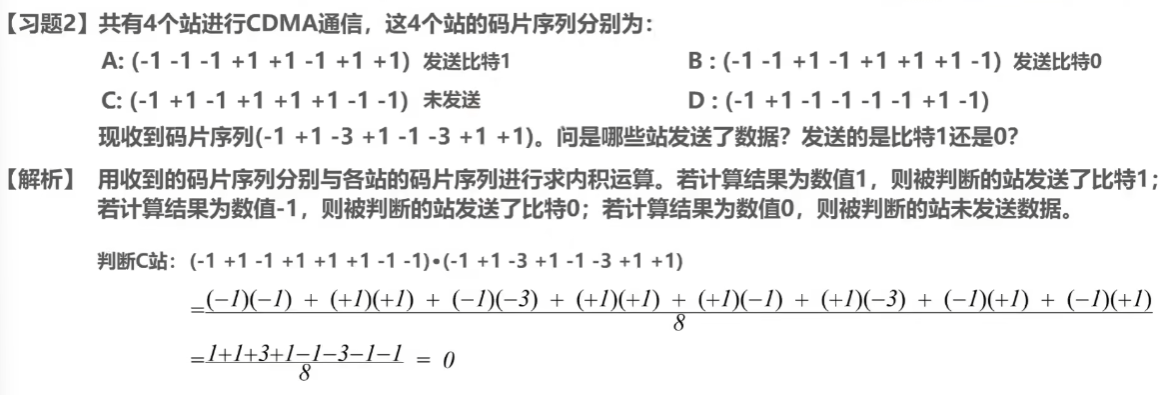 【习题2】共有4个站进行CDMA通信，这4个站的码片序列分别为：
A: (-1 -1 -1 +1 +1 -1 +1 +1) 发送比特1 B : (-1 -1 +1 -1 +1 +1 +1 -1) 发送比特0
C: (-1 +1 -1 +1 +1 +1 -1 -1) 未发送 D : (-1 +1 -1 -1 -1 -1 +1 -1)
现收到码片序列(-1 +1 -3 +1 -1 -3 +1 +1)。问是哪些站发送了数据？发送的是比特1还是0？
【解析】 用收到的码片序列分别与各站的码片序列进行求内积运算。若计算结果为数值1，则被判断的站发送了比特1；
若计算结果为数值-1，则被判断的站发送了比特0；若计算结果为数值0，则被判断的站未发送数据。
判断C站：(-1 +1 -1 +1 +1 +1 -1 -1)•(-1 +1 -3 +1 -1 -3 +1 +1)
=(−1)(−1) + (+1)(+1) + (−1)(−3) + (+1)(+1) + (+1)(−1) + (+1)(−3) + (−1)(+1) + (−1)(+1)
8
=1+1+3+1−1−3−1−1 = 0
8